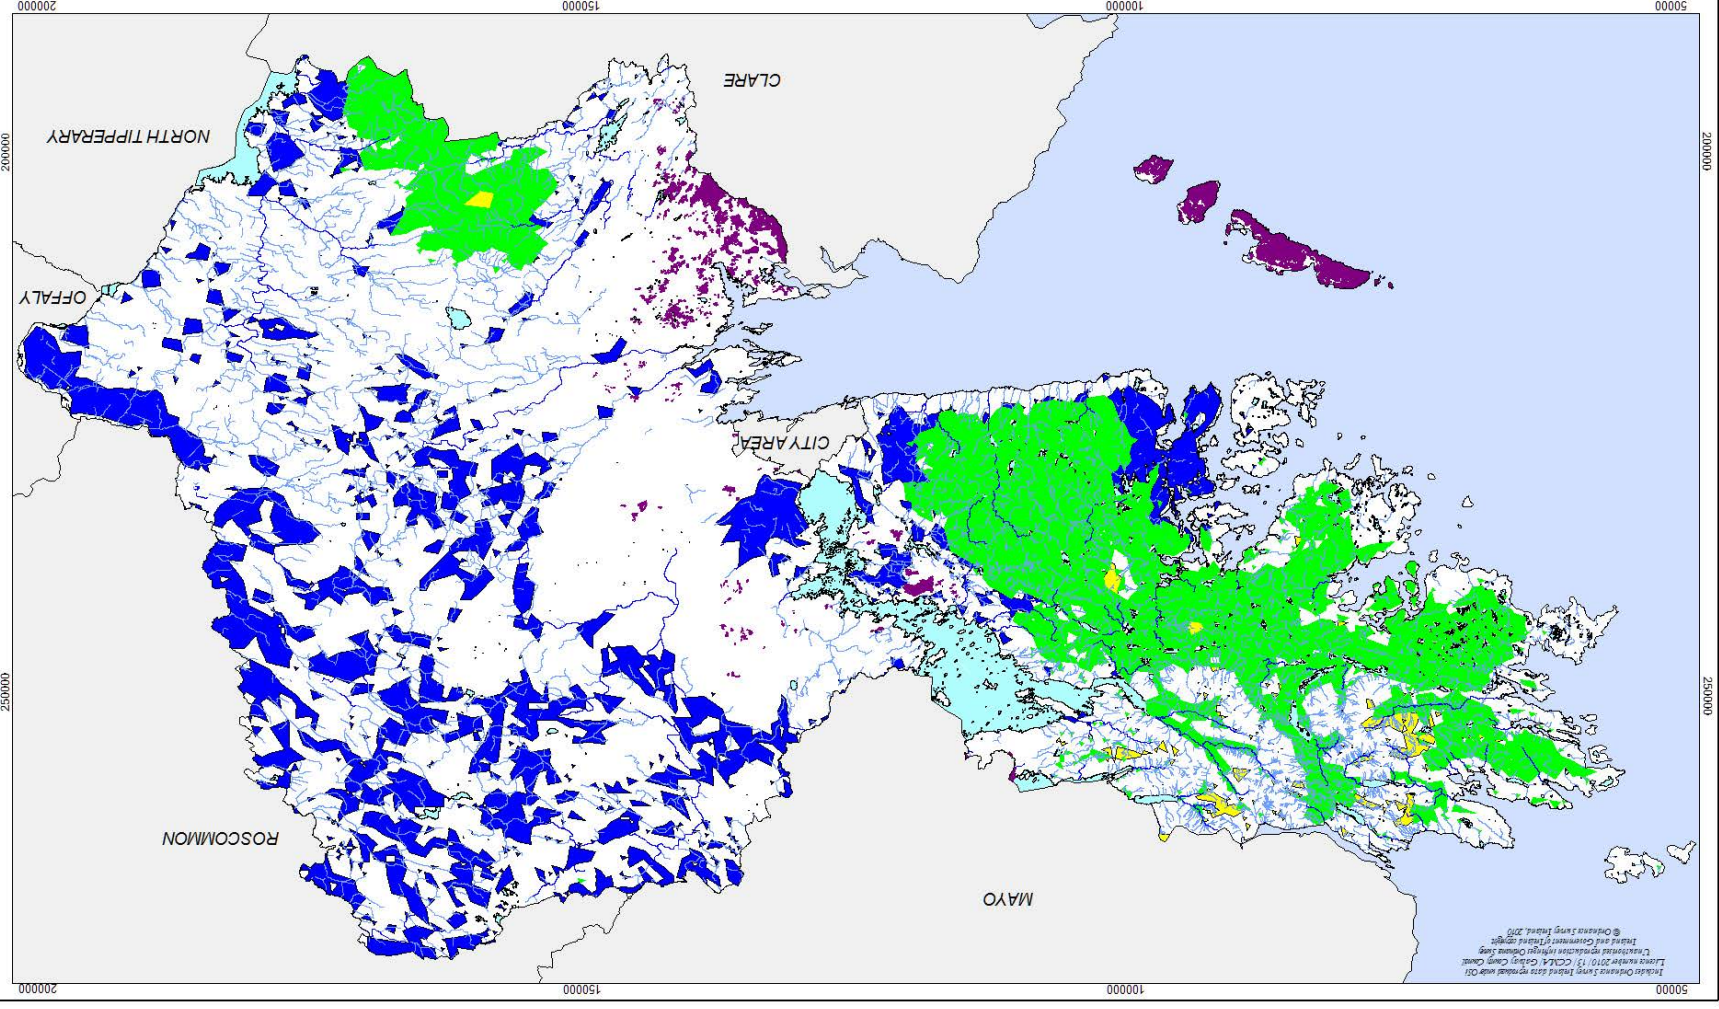 50000
100000
150000
200000
Includes Ordnance Survey Ireland data reproduced under OSi
Licence number 2010/13/CCMA/ Galway County Council.
Unauthorised reproduction infringes Ordnance Survey
Ireland and Government of Ireland copyright.
© Ordnance Survey Ireland, 2010
MAYO
ROSCOMMON
250000
250000
CITY AREA
OFFALY
200000
200000
NORTH TIPPERARY
CLARE
50000
100000
150000
200000